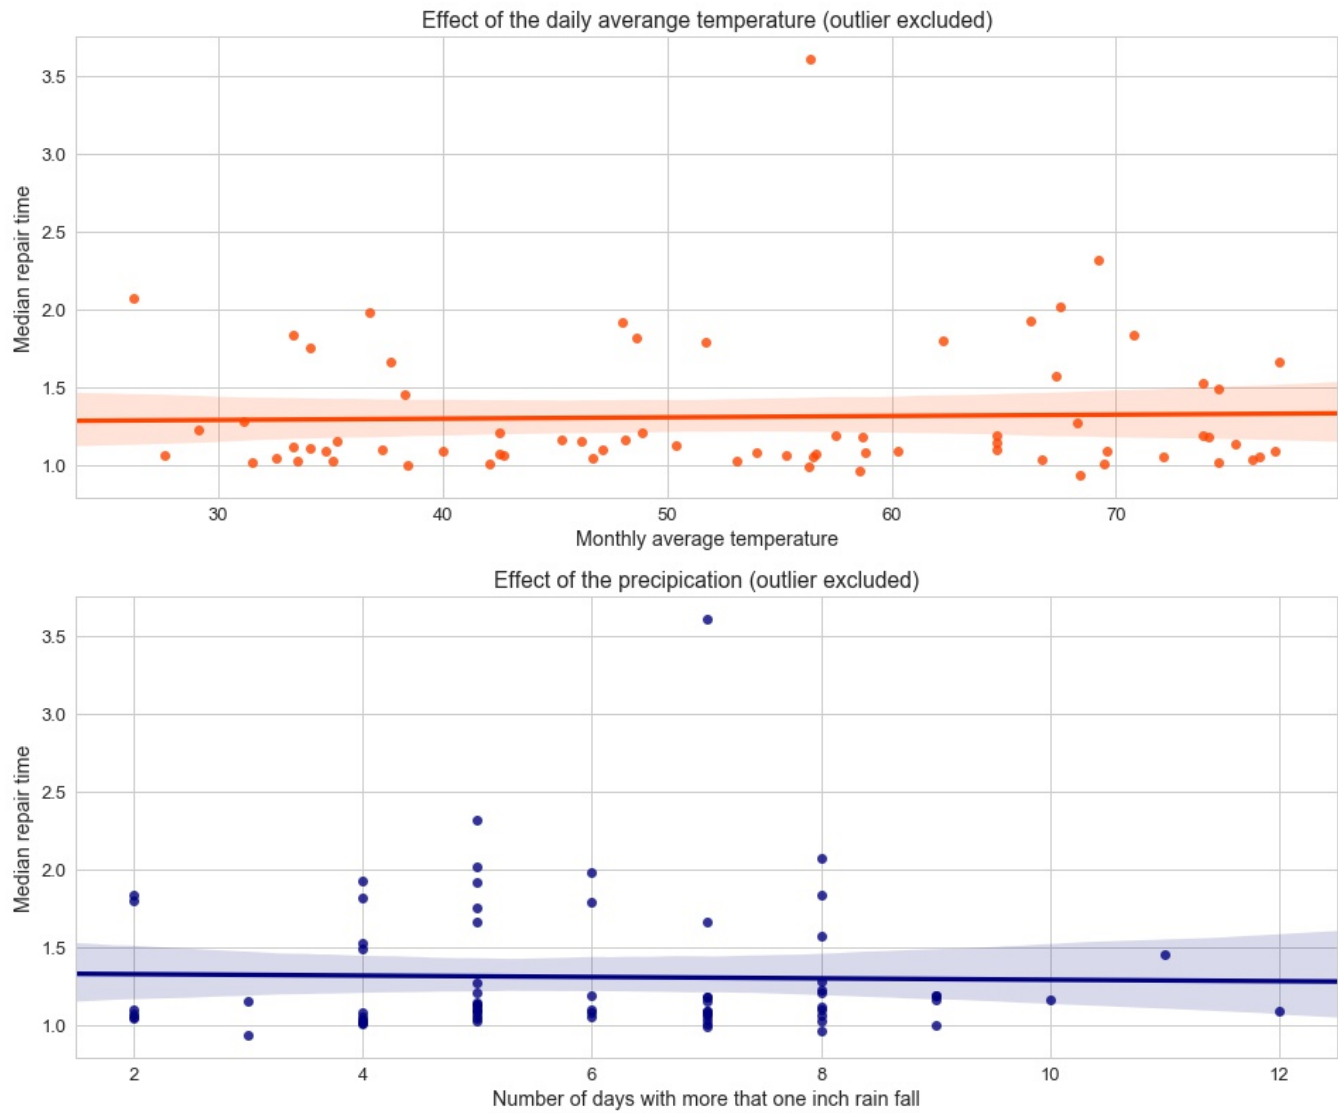 Effect of the daily averange temperature (outlier excluded)
3.5
3.0
2.5
2.0
1.5
1.0
Median repair time
30 40 50 60 70
Monthly average temperature
Effect of the precipication (outlier excluded)
3.5
3.0
2.5
2.0
1.5
1.0
Median repair time
2 4 6 8 10 12
Number of days with more that one inch rain fall